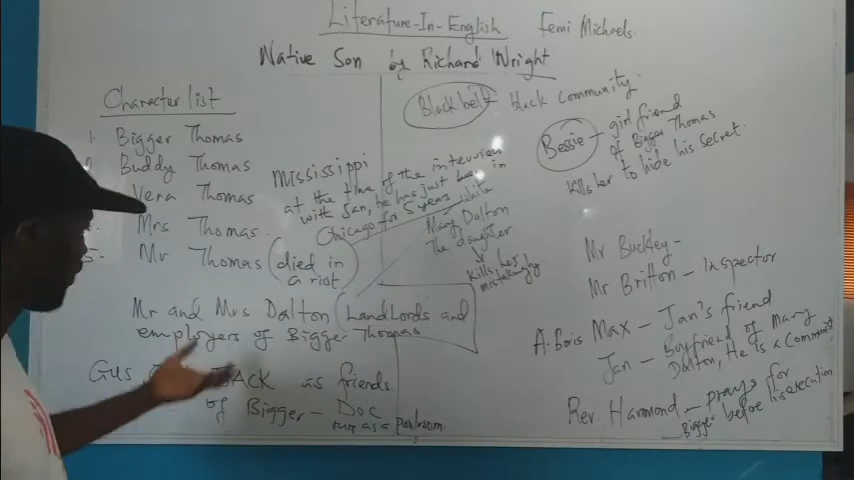 Literature-In-English Femi Michaels
Native Son by Richard Wright
Character list
1. Bigger Thomas
Buddy Thomas
Vera Thomas
Mrs Thomas
5- Mr Thomas (died in
a riot
Mississippi
at the time of the interview
with Jan, he has just in
Chicago for 5 years
Mary Dalton
The daughter
kills her
mistakingly
Mr and Mrs Dalton (Landlords and
employers of Bigger Thomas
Gus JACK as friends
of Bigger - Doc
Black belt - black community
Bessie - girl friend
of Bigger Thomas
kills her to hide his secret.
Mr Buckley-
Mr Britton - Inspector
A. Boris Max - Jan's friend
Jan - Boyfriend of Mary
Dalton, He is a Communist
Rev. Hammond - prays for
Bigger before his execution